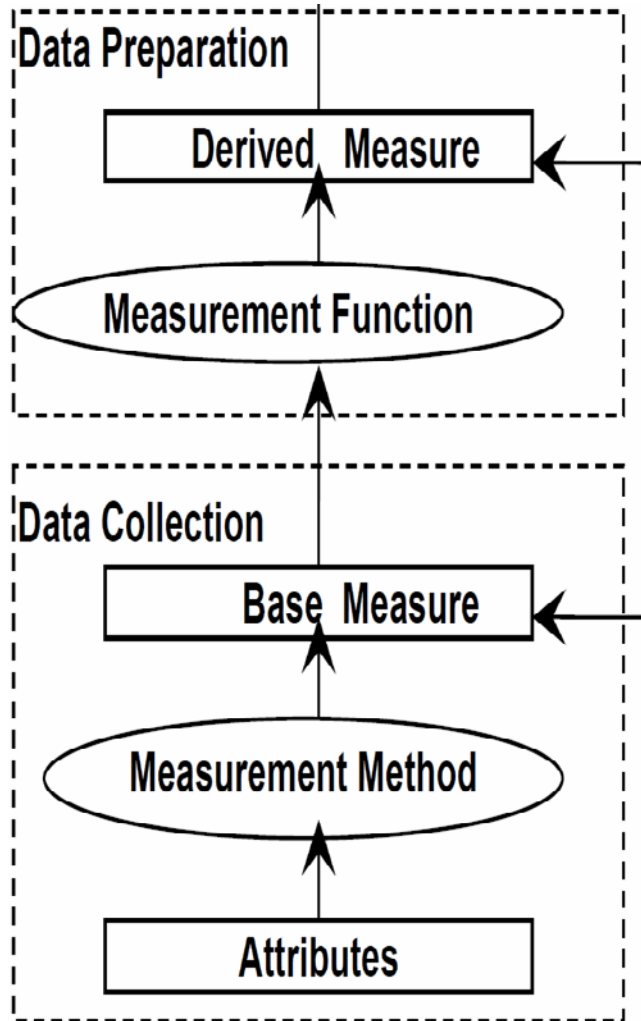 Data Preparation
Derived Measure
Measurement Function
Data Collection
Base Measure
Measurement Method
Attributes